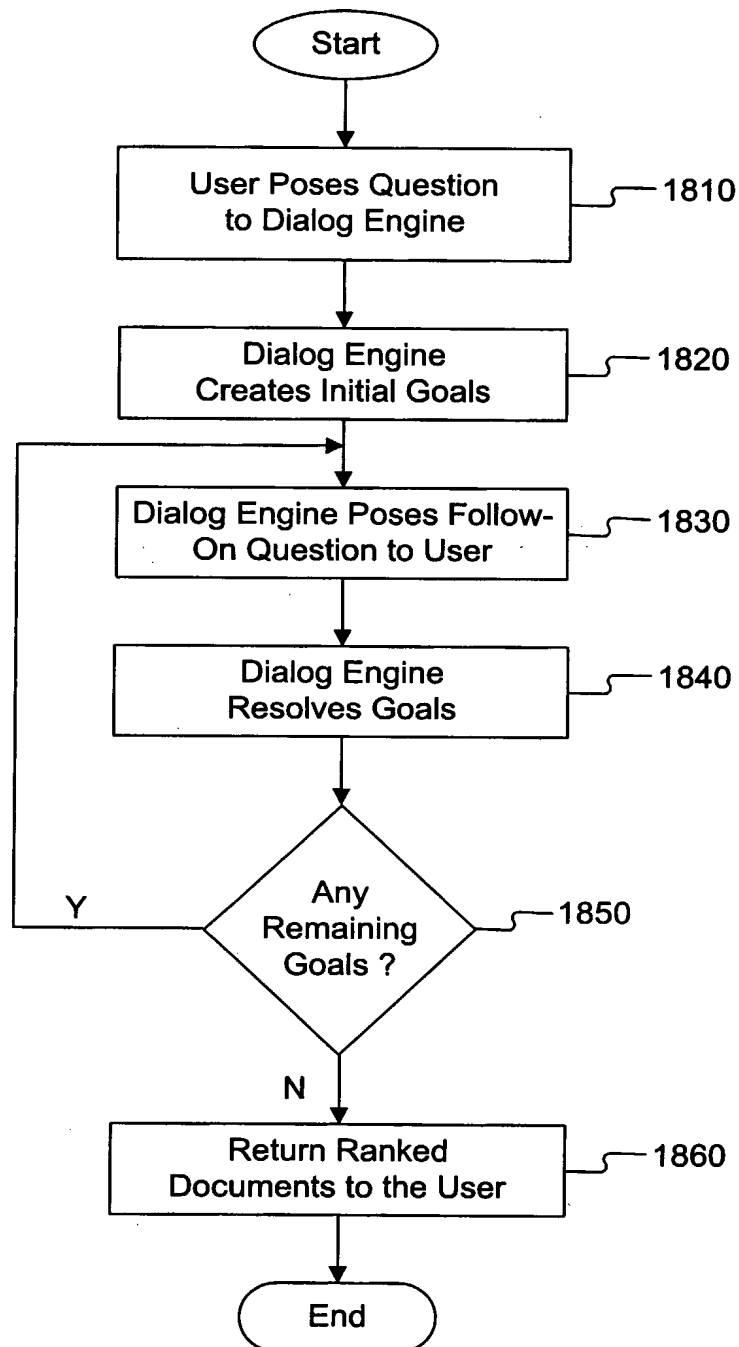 Start
User Poses Question
to Dialog Engine
1810
Dialog Engine
Creates Initial Goals
1820
Dialog Engine Poses Follow-
On Question to User
1830
Dialog Engine
Resolves Goals
1840
Any
Remaining
Goals ?
1850
Y
N
Return Ranked
Documents to the User
1860
End